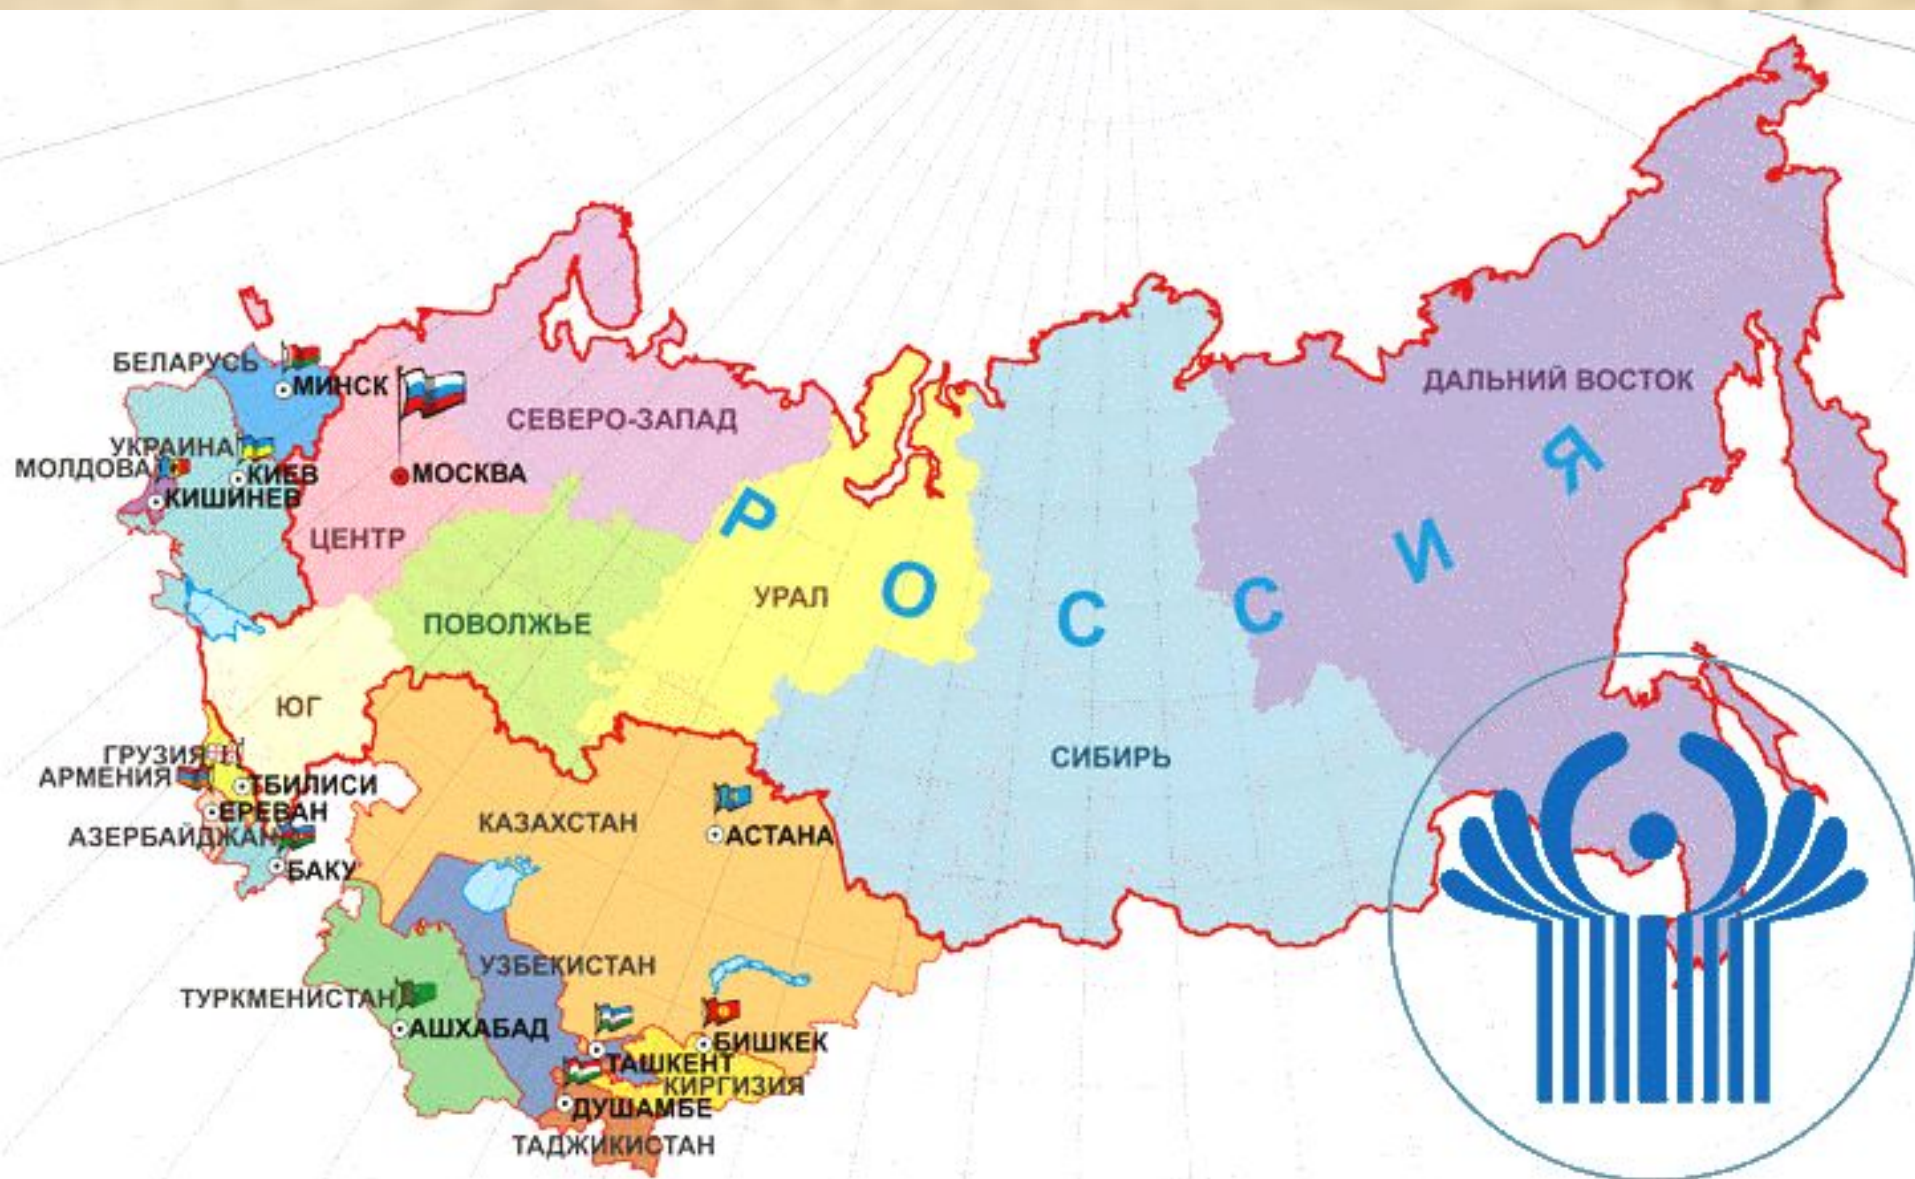 БЕЛАРУСЬ
МИНСК
УКРАИНА
МОЛДОВА
КИЕВ
КИШИНЕВ
МОСКВА
СЕВЕРО-ЗАПАД
ДАЛЬНИЙ ВОСТОК
ЦЕНТР
ПОВОЛЖЬЕ
УРАЛ
РОССИЯ
ЮГ
СИБИРЬ
ГРУЗИЯ
АРМЕНИЯ
ТБИЛИСИ
ЕРЕВАН
АЗЕРБАЙДЖАН
БАКУ
КАЗАХСТАН
АСТАНА
УЗБЕКИСТАН
ТУРКМЕНИСТАН
АШХАБАД
БИШКЕК
ТАШКЕНТ
КИРГИЗИЯ
ДУШАМБЕ
ТАДЖИКИСТАН